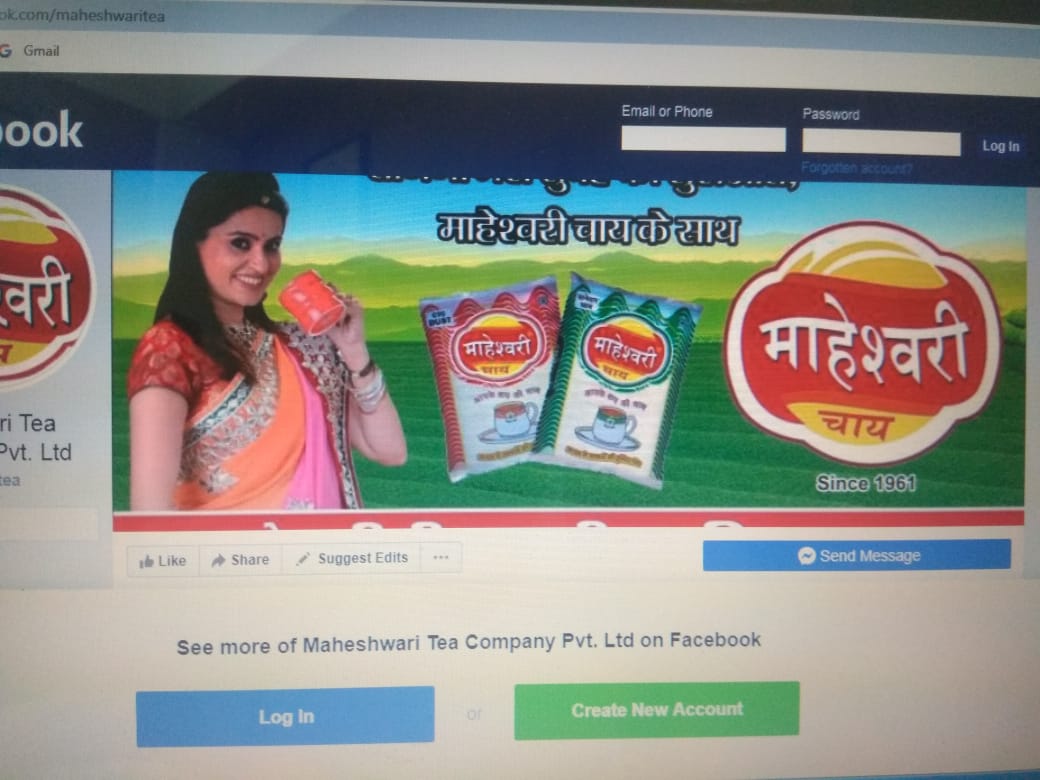 ok.com/maheshwaritea
Gmail
book
Email or Phone
Password
Log In
Forgotten account?
माहेश्वरी चाय के साथ
माहेश्वरी
चाय
माहेश्वरी
चाय
माहेश्वरी
चाय
Since 1961
श्वरी
ri Tea
Pvt. Ltd
tea
Like
Share
Suggest Edits
Send Message
See more of Maheshwari Tea Company Pvt. Ltd on Facebook
Log In
or
Create New Account